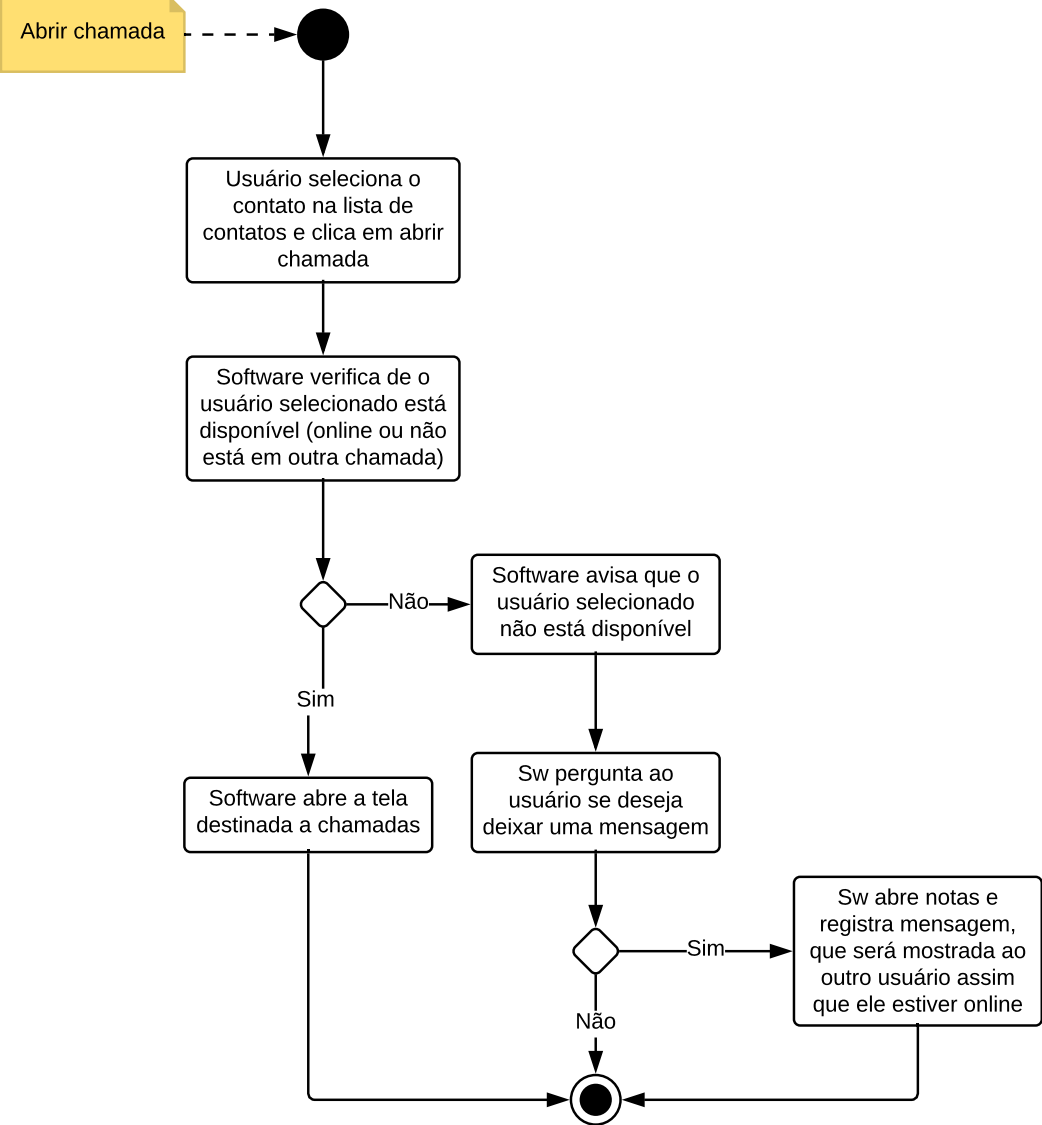 Abrir chamada
Usuário seleciona o
contato na lista de
contatos e clica em abrir
chamada
Software verifica de o
usuário selecionado está
disponível (online ou não
está em outra chamada)
Não
Software avisa que o
usuário selecionado
não está disponível
Sim
Software abre a tela
destinada a chamadas
Sw pergunta ao
usuário se deseja
deixar uma mensagem
Sim
Sw abre notas e
registra mensagem,
que será mostrada ao
outro usuário assim
que ele estiver online
Não